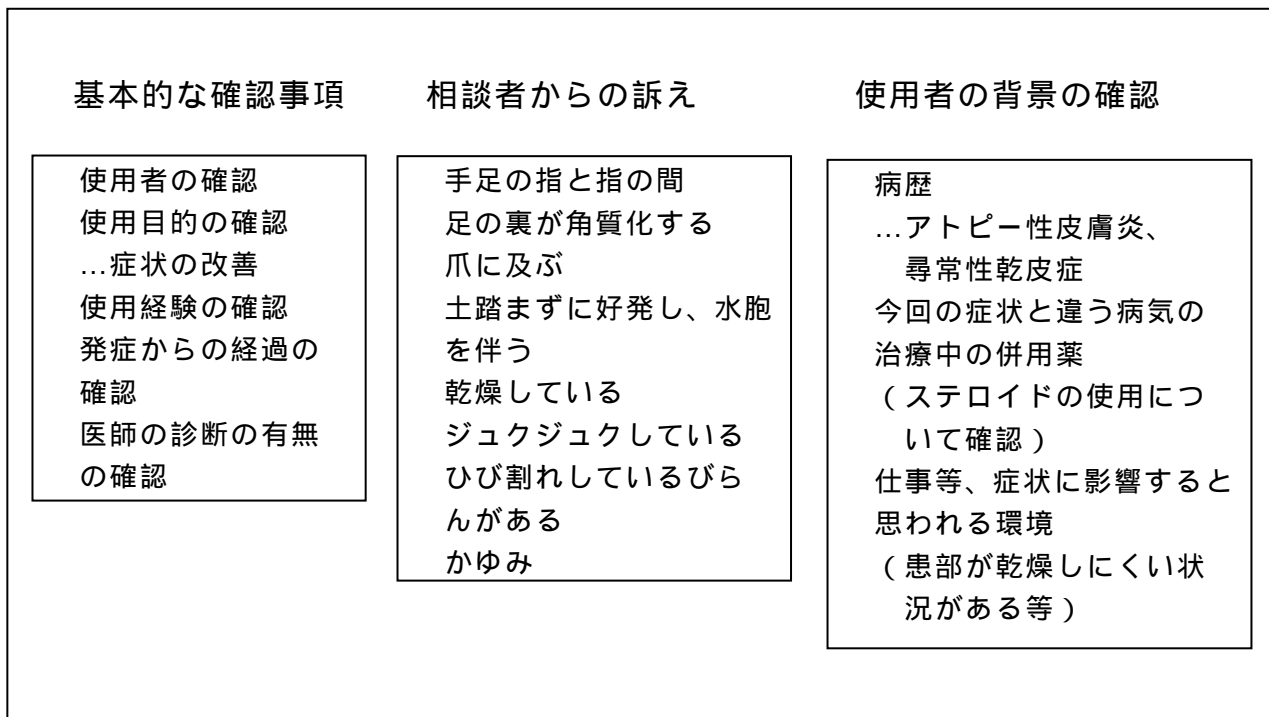 基本的な確認事項
使用者の確認
使用目的の確認
…症状の改善
使用経験の確認
発症からの経過の
確認
医師の診断の有無
の確認
相談者からの訴え
手足の指と指の間
足の裏が角質化する
爪に及ぶ
土踏まずに好発し、水胞
を伴う
乾燥している
ジュクジュクしている
ひび割れしているびら
んがある
かゆみ
使用者の背景の確認
病歴
…アトピー性皮膚炎、
尋常性乾皮症
今回の症状と違う病気の
治療中の併用薬
(ステロイドの使用につ
いて確認)
仕事等、症状に影響すると
思われる環境
(患部が乾燥しにくい状
況がある等)